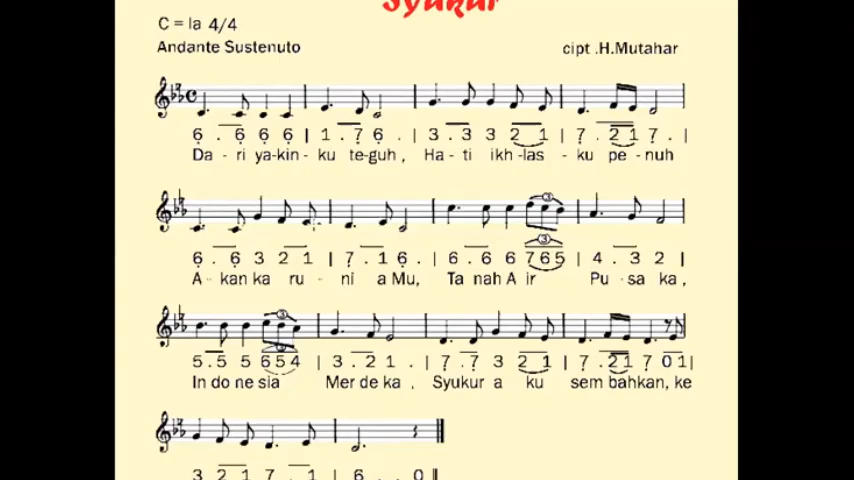 Syukur
C = la 4/4
Andante Sustenuto
cipt .H.Mutahar
6 . 6 6 6 | 1 . 7 6 . | 3 . 3 3 2 1 | 7 . 2 1 7 . |
Da - ri ya-kin- ku te-guh , Ha - ti ikh -las - ku pe - nuh
6 . 6 3 2 1 | 7 . 1 6 . | 6 . 6 6 7 6 5 | 4 . 3 2 |
A - kan ka ru - ni a Mu, Ta nah A ir Pu - sa ka ,
5 . 5 5 6 5 4 | 3 . 2 1 . | 7 . 7 3 2 1 | 7 . 2 1 7 0 1 |
In do ne sia Mer de ka , Syukur a ku sem bahkan, ke
3 2 1 7 . 1 | 6 . . 0 ||